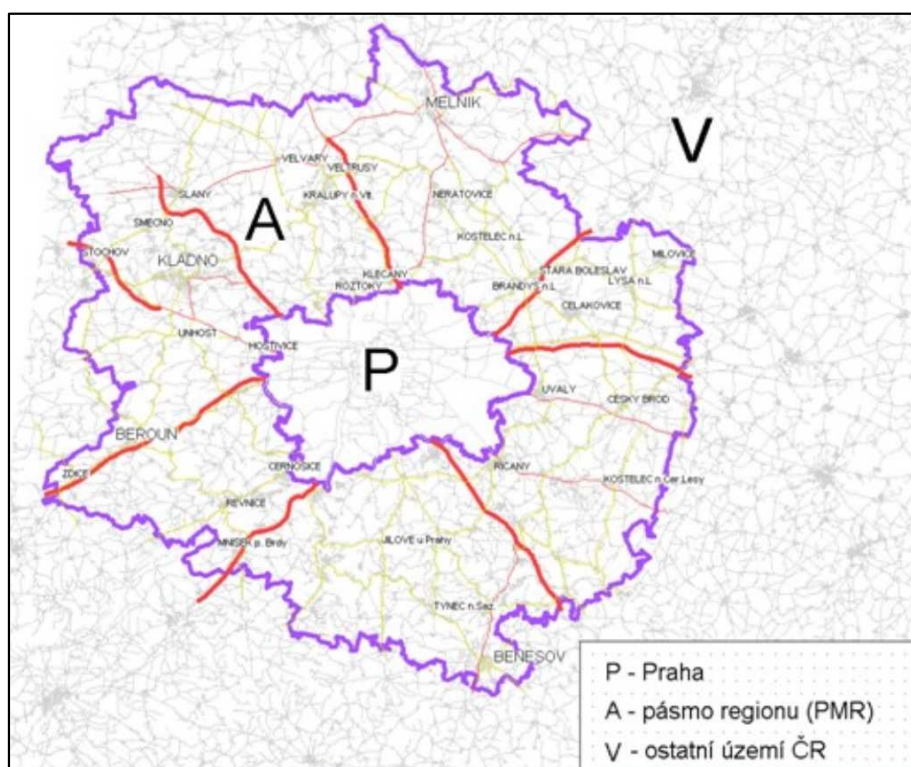 MELNIK
V
VELVARY
VELTRUSY
SLANY
KRALUPY n.Vlt.
NERATOVICE
A
SMECNO
KOSTELEC n.L.
STOCHOV
KLADNO
MILOVICE
KLECANY
STARA BOLESLAV
ROZTOKY
BRANDYS n.L.
LYSA n.L.
CELAKOVICE
UNHOST
HOSTIVICE
P
UVALY
CESKY BROD
BEROUN
ZDICE
CERNOSICE
RICANY
KOSTELEC n.Cer.Lesy
REVNICE
MNISEK p. Brdy
JILOVE u Prahy
TYNEC n.Saz.
BENESOV
P - Praha
A - pásmo regionu (PMR)
V - ostatní území ČR